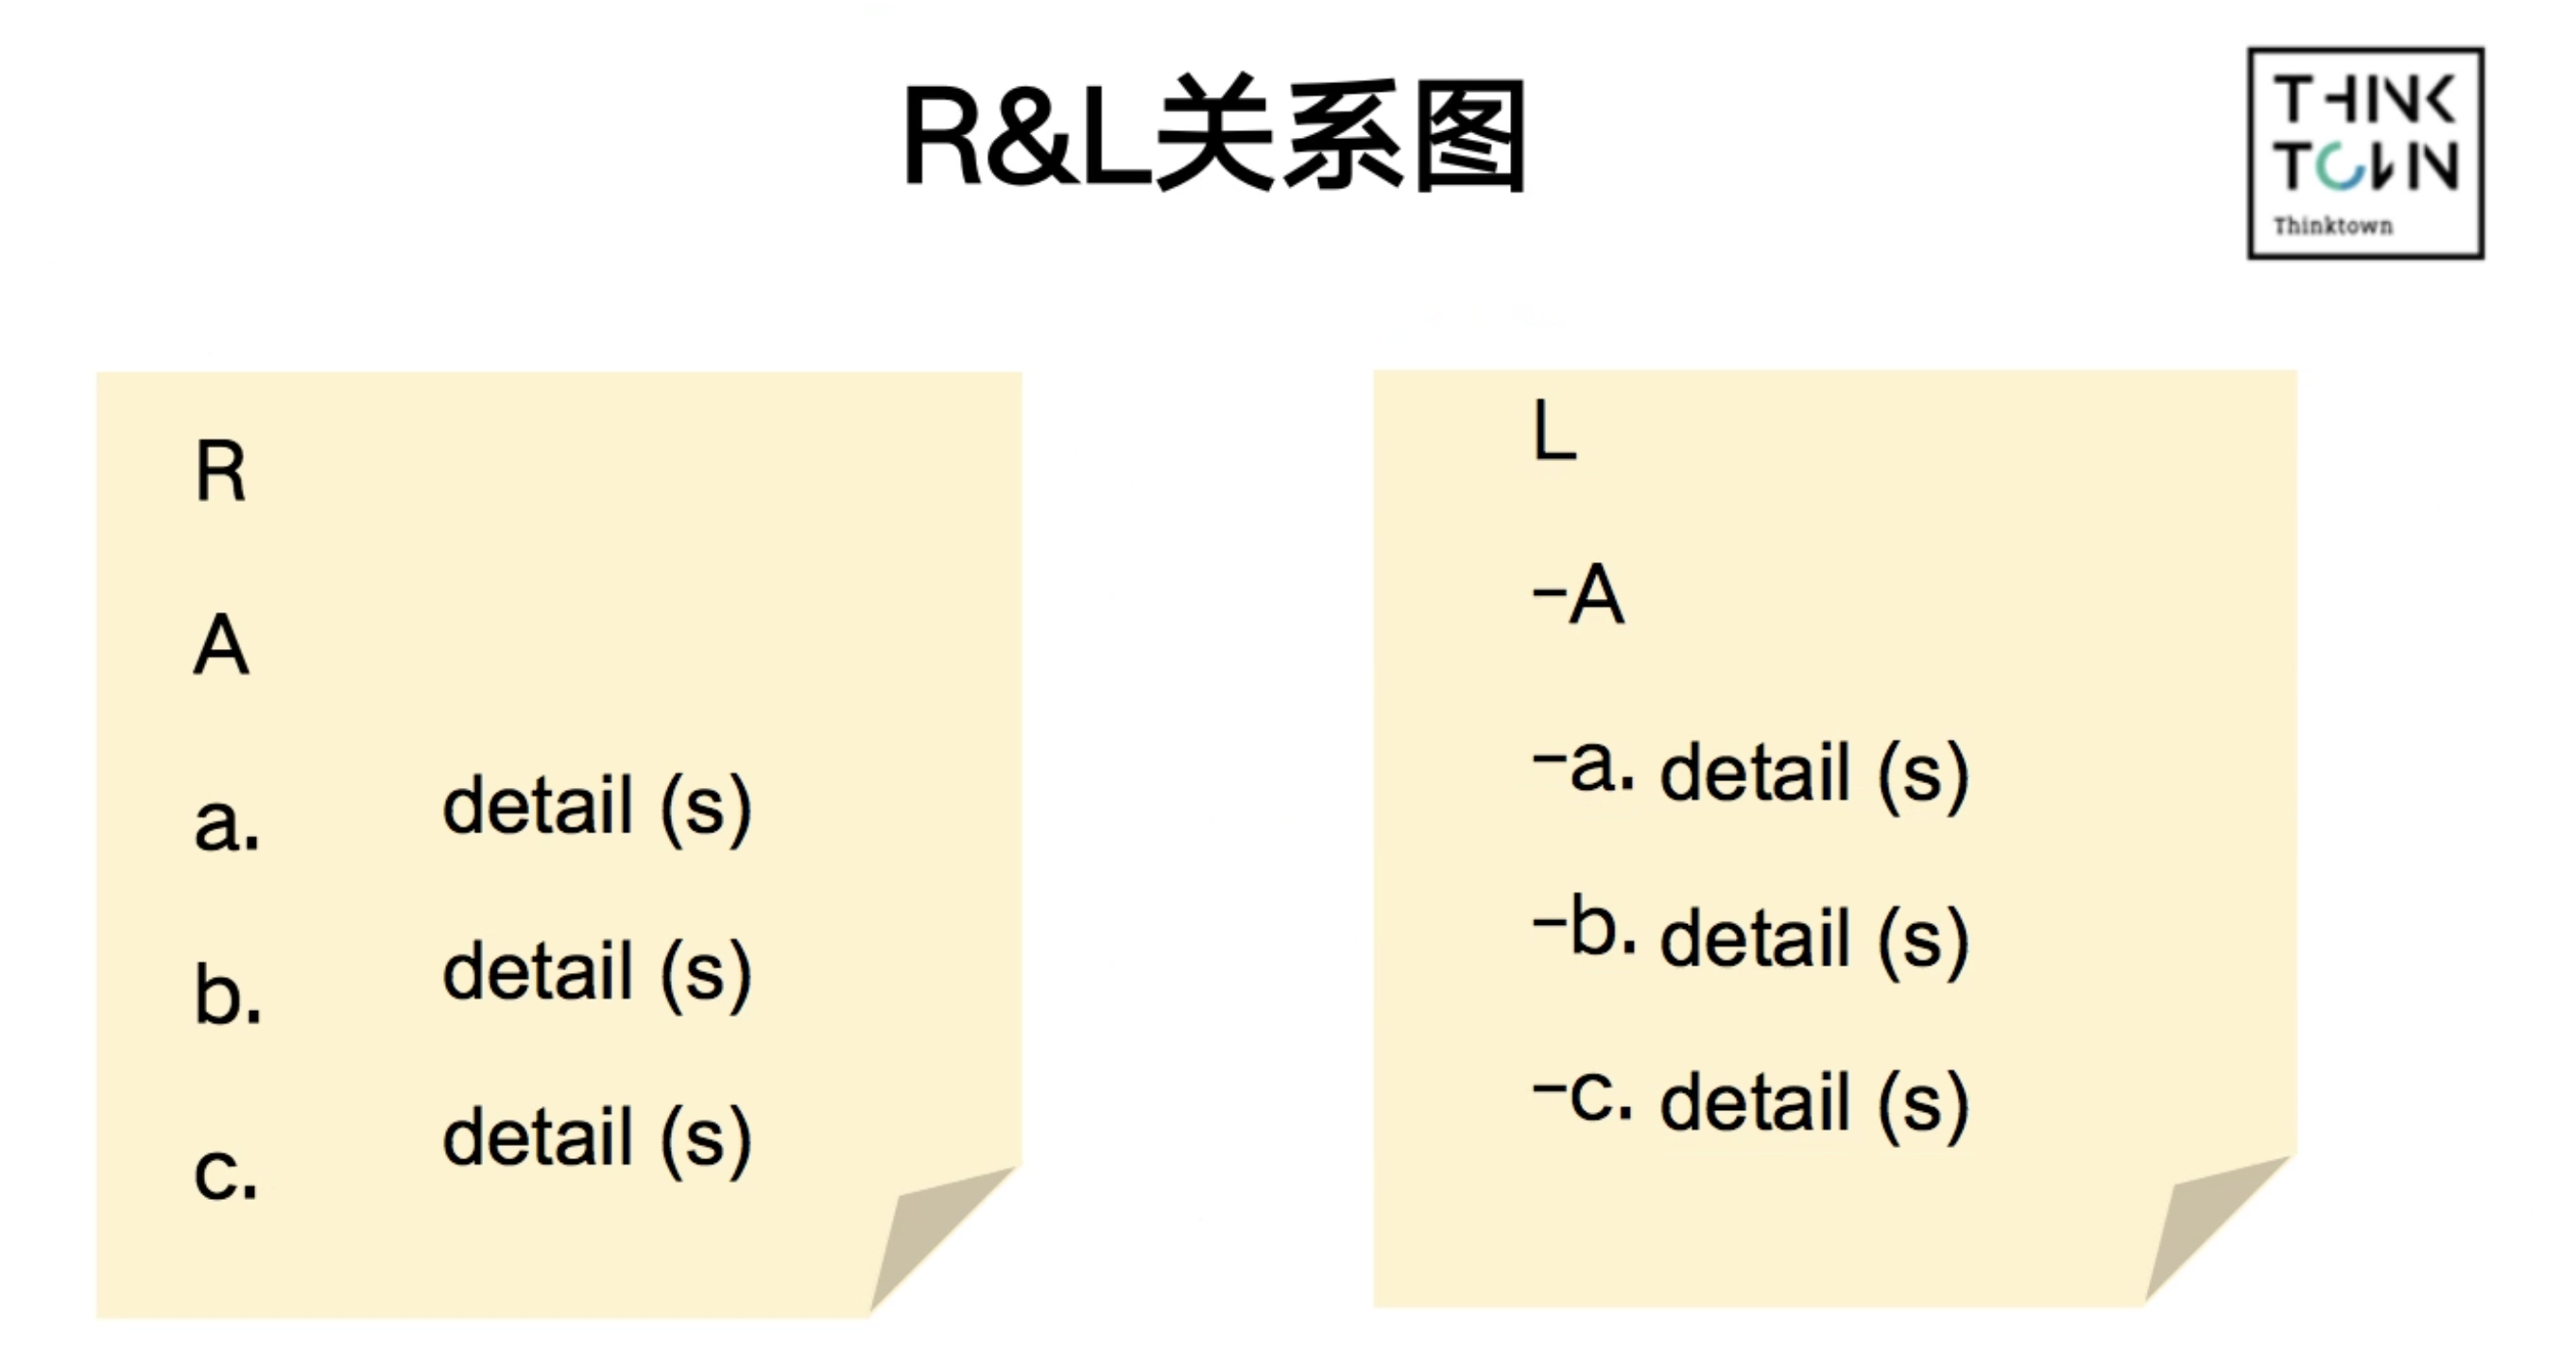 R&L关系图
THINK
TOWN
Thinktown
R
A
a. detail (s)
b. detail (s)
c. detail (s)
L
-A
-a. detail (s)
-b. detail (s)
-c. detail (s)